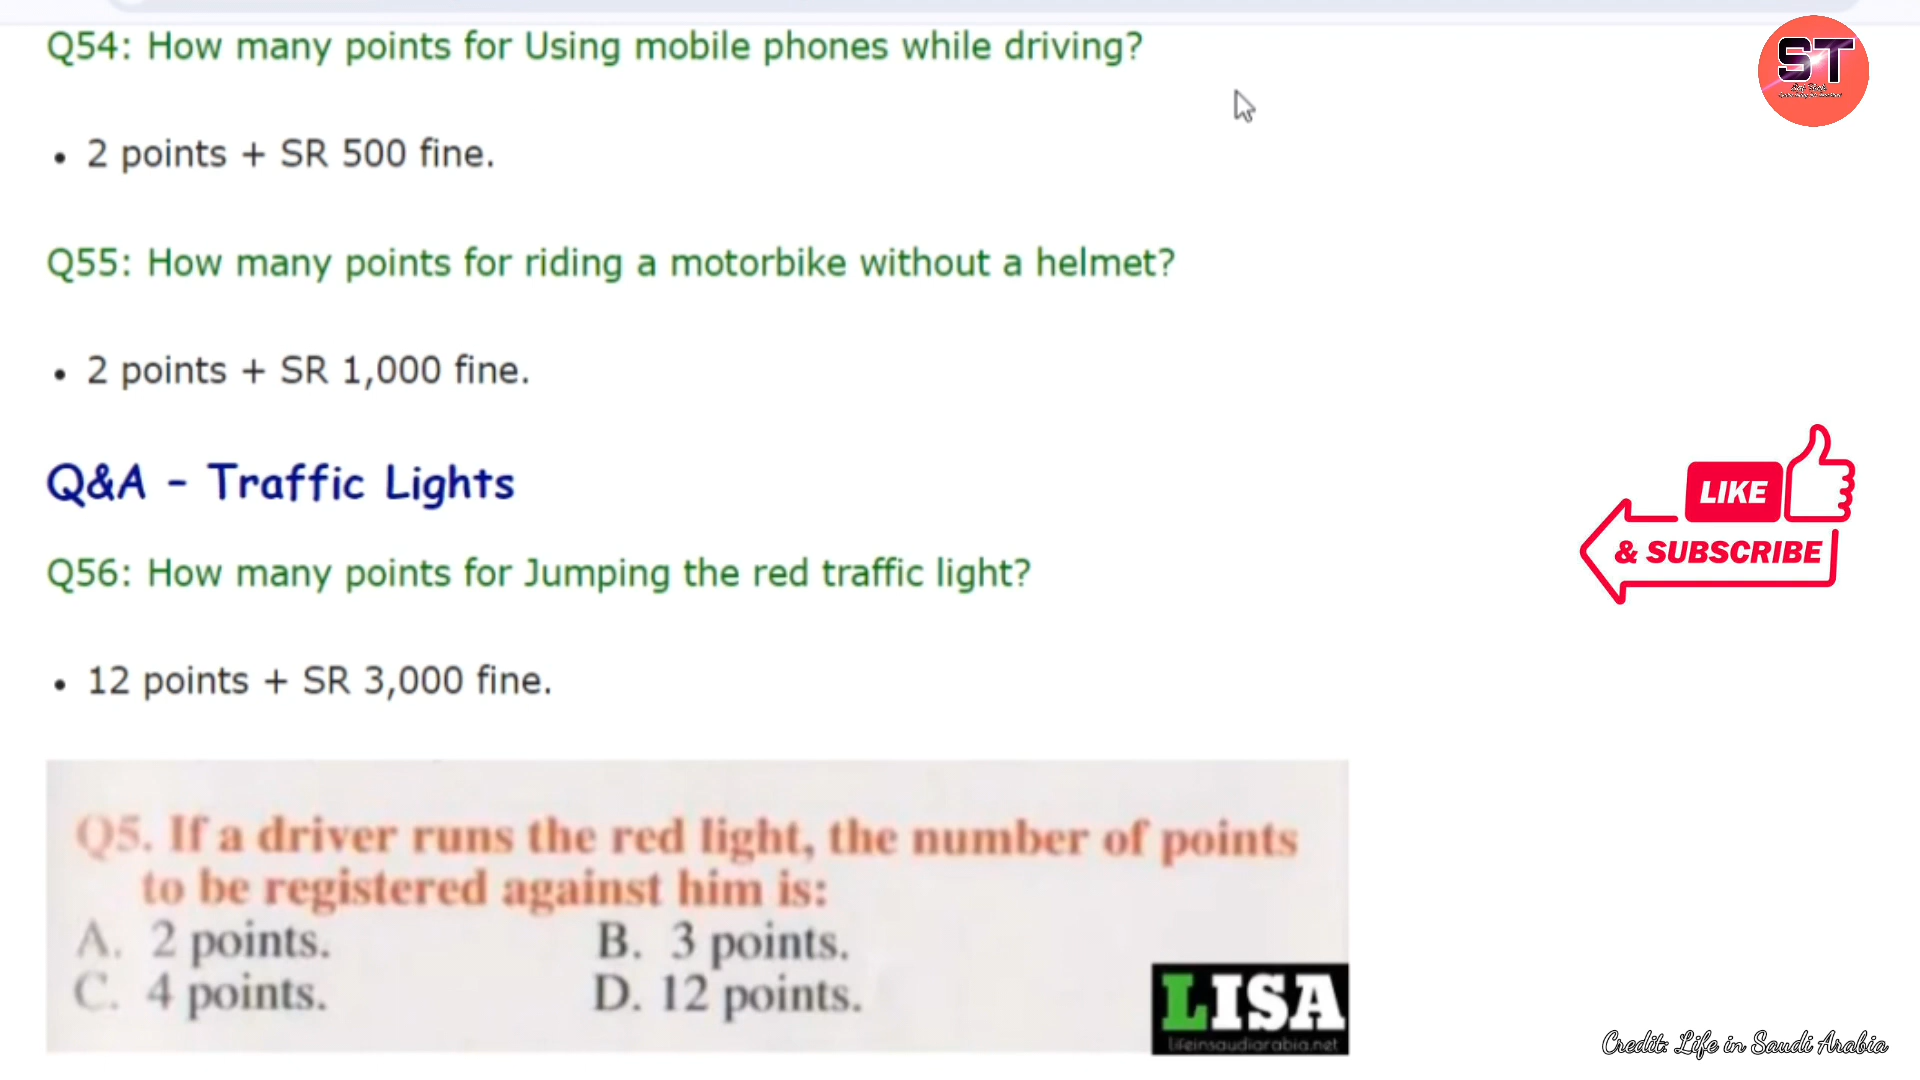 Q54: How many points for Using mobile phones while driving?
ST
• 2 points + SR 500 fine.
Q55: How many points for riding a motorbike without a helmet?
• 2 points + SR 1,000 fine.
Q&A - Traffic Lights
LIKE
& SUBSCRIBE
Q56: How many points for Jumping the red traffic light?
• 12 points + SR 3,000 fine.
Q5. If a driver runs the red light, the number of points
to be registered against him is:
A. 2 points. B. 3 points.
C. 4 points. D. 12 points.
LISA
lifeinsaudiarabia.net
Credit: Life in Saudi Arabia